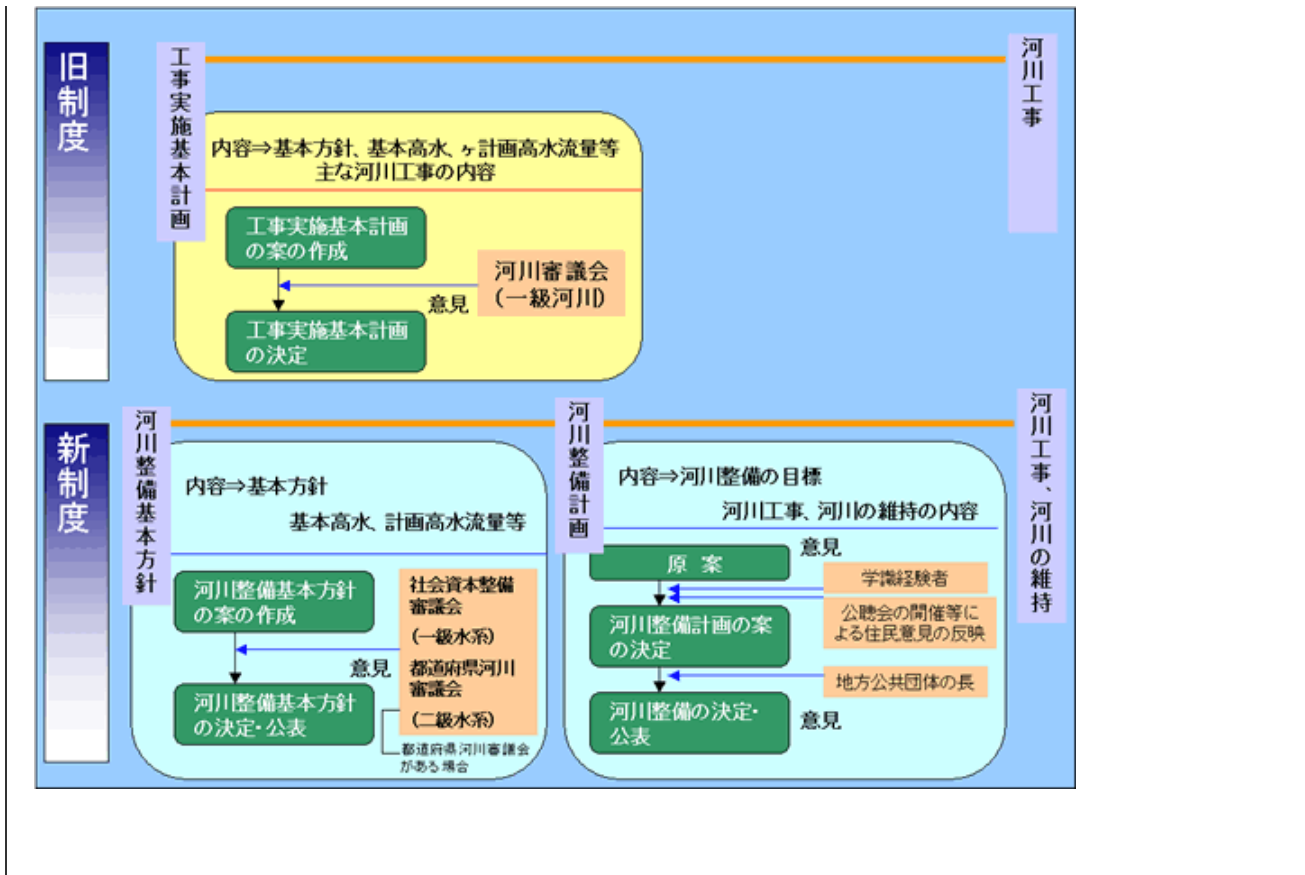 旧制度
工事実施基本計画
河川工事
内容⇒基本方針、基本高水、ヶ計画高水流量等
主な河川工事の内容
工事実施基本計画
の案の作成
河川審議会
(一級河川)
意見
工事実施基本計画
の決定
新制度
河川整備基本方針
内容⇒基本方針
基本高水、計画高水流量等
河川整備基本方針
の案の作成
社会資本整備
審議会
(一級水系)
意見
都道府県河川
審議会
(二級水系)
河川整備基本方針
の決定・公表
都道府県河川審議会
がある場合
河川整備計画
内容⇒河川整備の目標
河川工事、河川の維持の内容
原案
意見
学識経験者
公聴会の開催等に
よる住民意見の反映
河川整備計画の案
の決定
地方公共団体の長
河川整備の決定・
公表
意見
河川工事、河川の維持